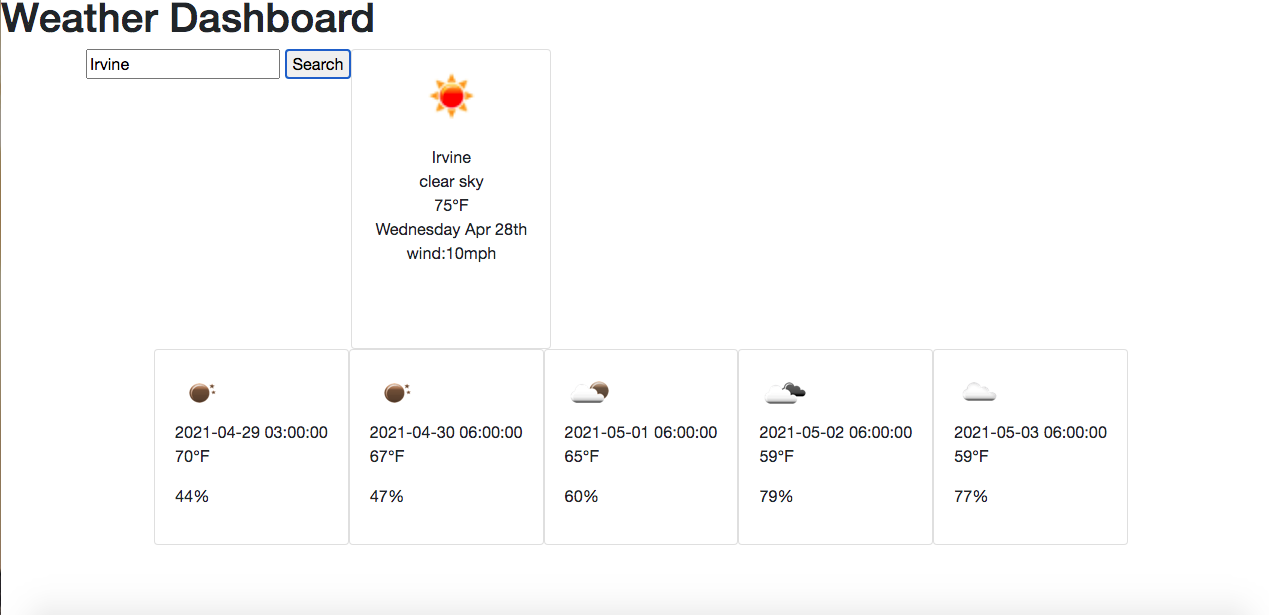 Weather Dashboard
Irvine
Search
Irvine
clear sky
75°F
Wednesday Apr 28th
wind:10mph
2021-04-29 03:00:00
70°F
44%
2021-04-30 06:00:00
67°F
47%
2021-05-01 06:00:00
65°F
60%
2021-05-02 06:00:00
59°F
79%
2021-05-03 06:00:00
59°F
77%